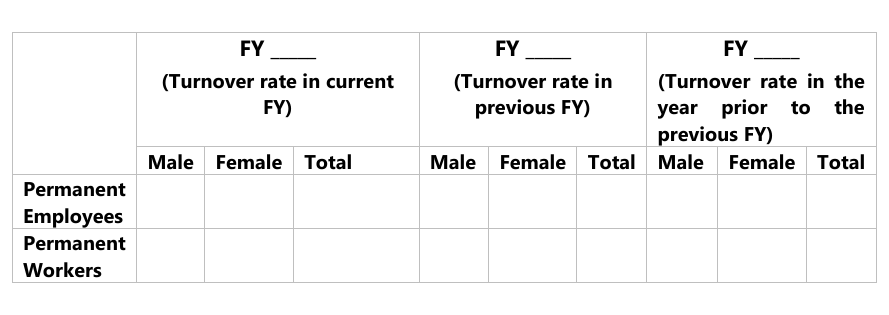 FY _____ FY _____ FY _____
(Turnover rate in current (Turnover rate in (Turnover rate in the
FY) previous FY) year prior to the
previous FY)
Male Female Total Male Female Total Male Female Total
Permanent
Employees
Permanent
Workers